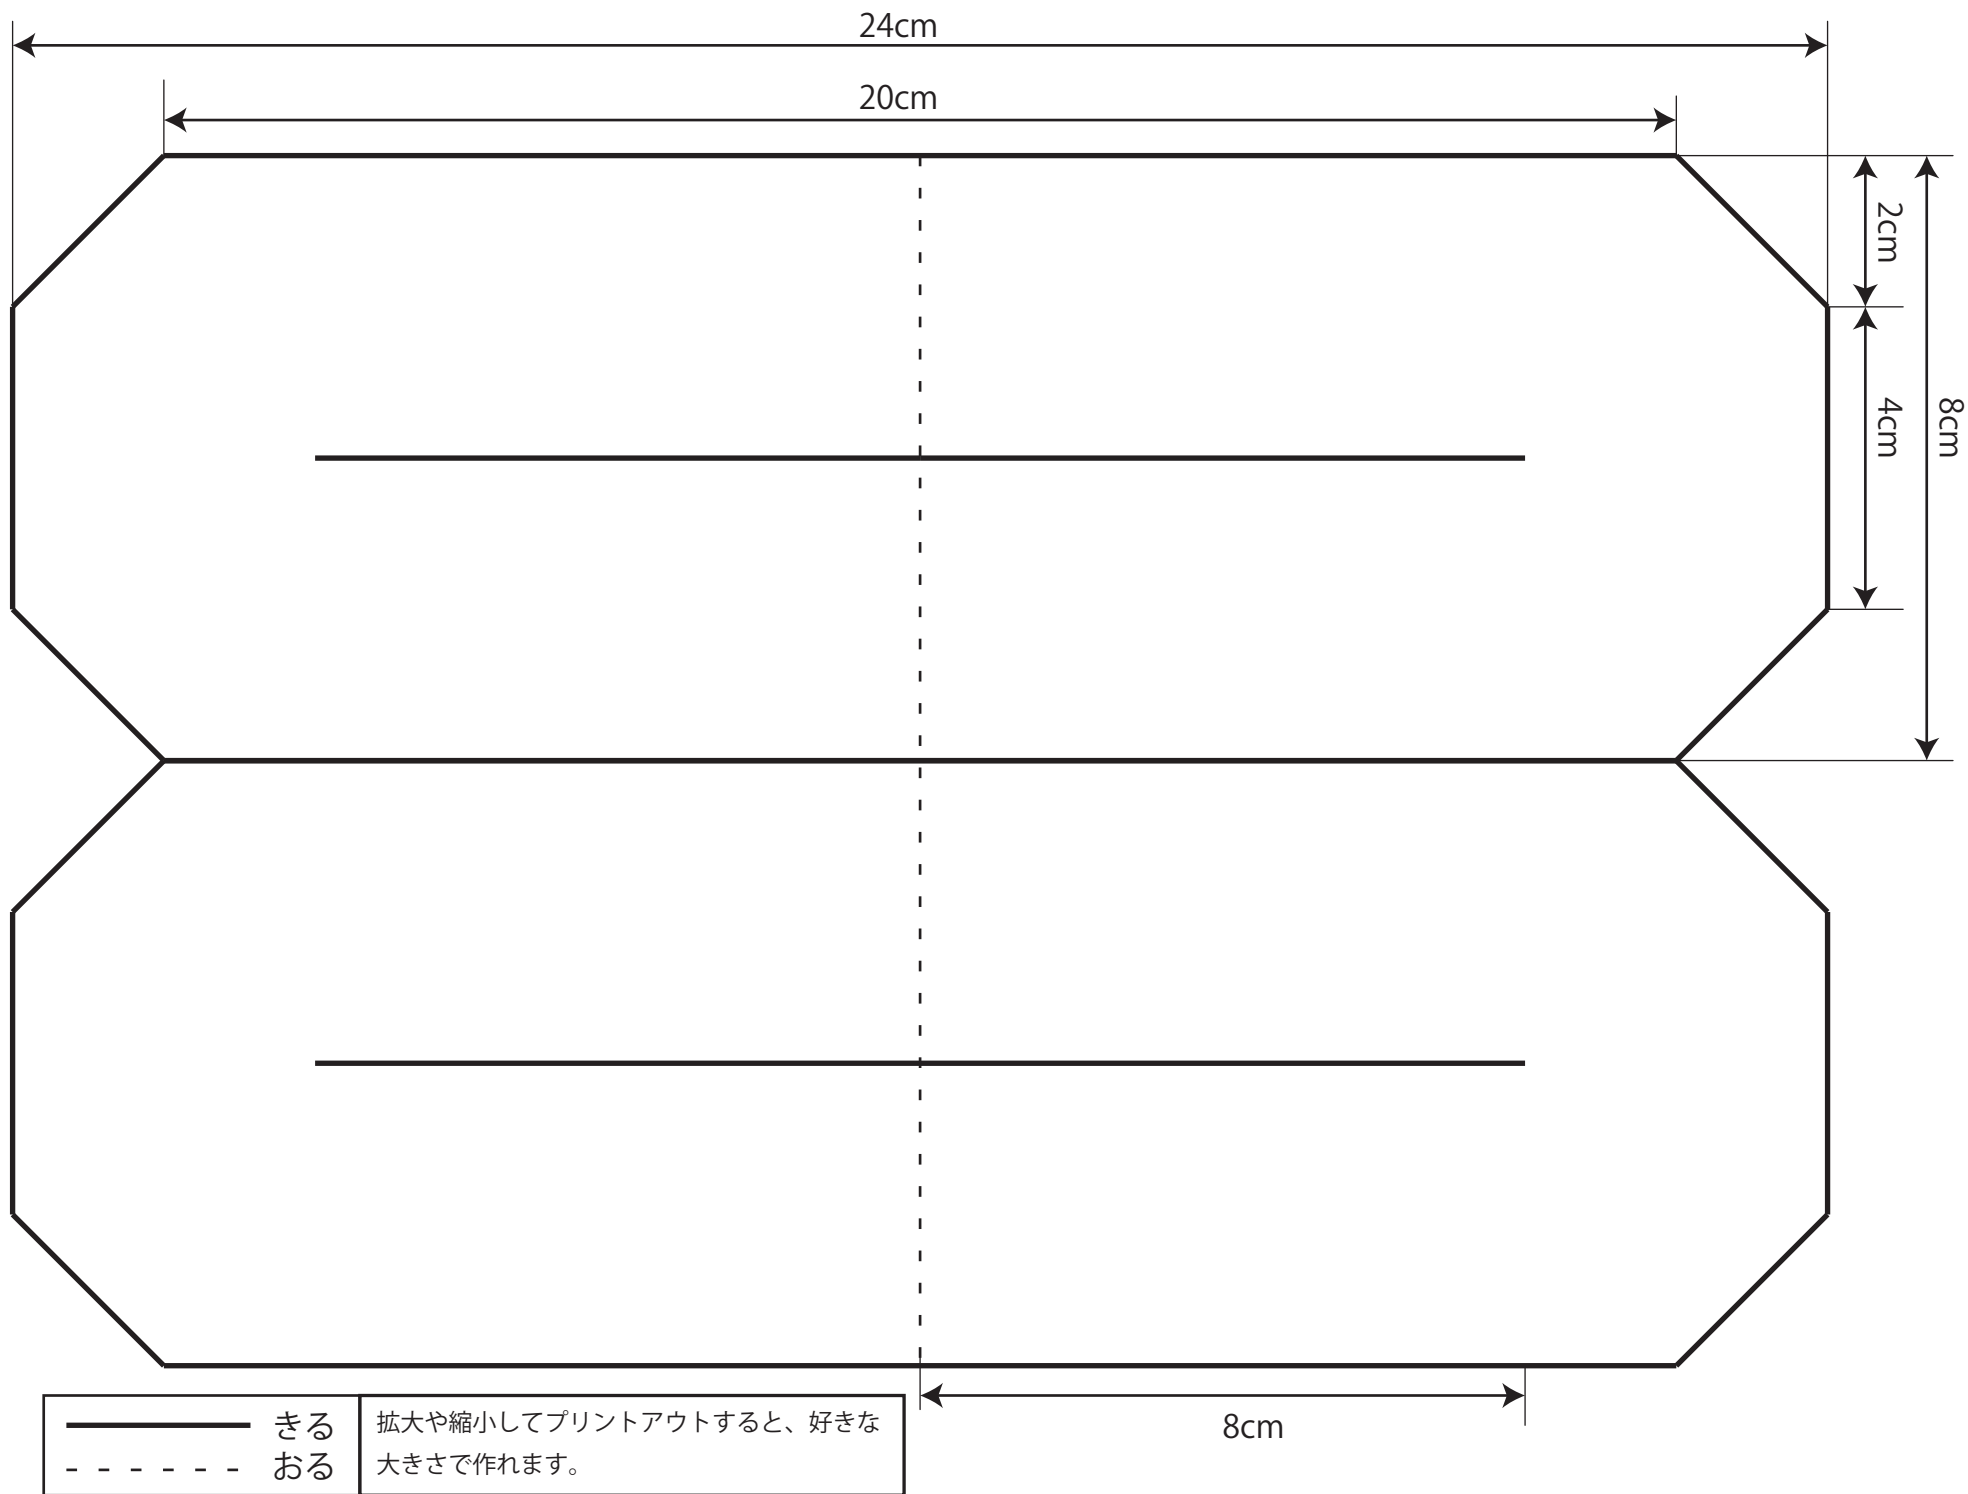 24cm
20cm
2cm
4cm
8cm
8cm
きる
おる
拡大や縮小してプリントアウトすると、好きな
大きさで作れます。